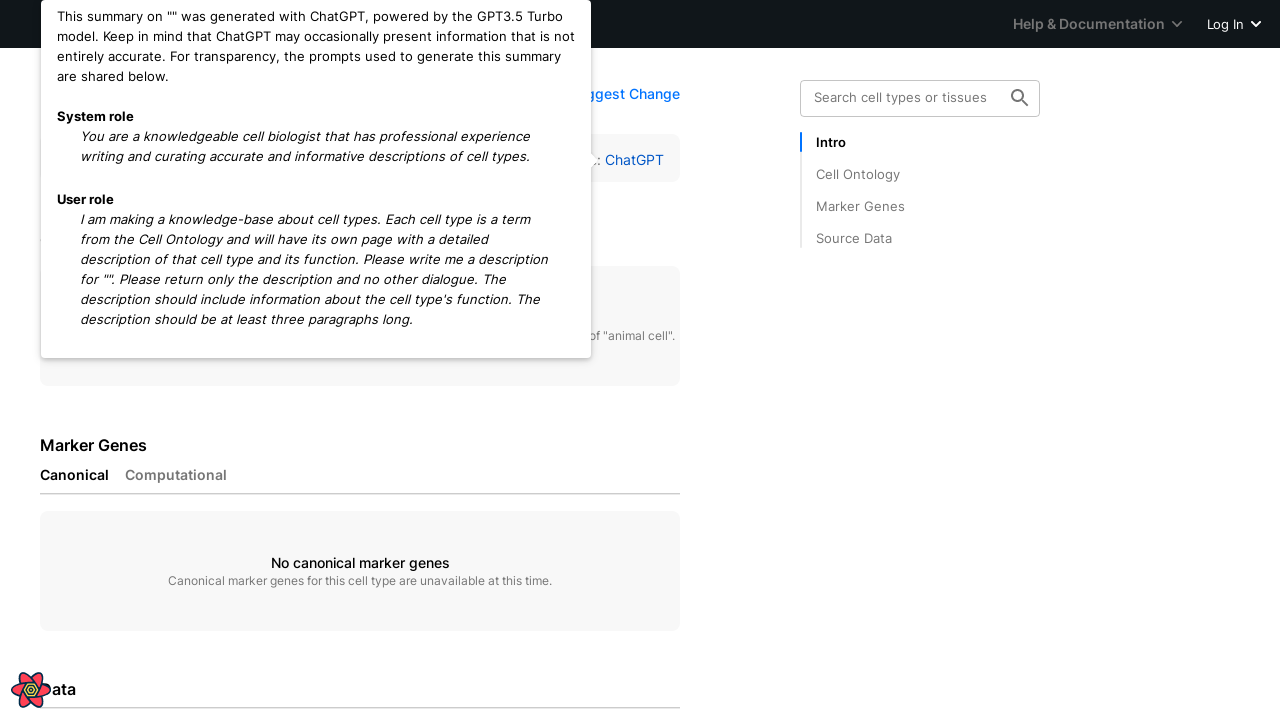 This summary on "" was generated with ChatGPT, powered by the GPT3.5 Turbo
model. Keep in mind that ChatGPT may occasionally present information that is not
entirely accurate. For transparency, the prompts used to generate this summary
are shared below.
System role
You are a knowledgeable cell biologist that has professional experience
writing and curating accurate and informative descriptions of cell types.
User role
I am making a knowledge-base about cell types. Each cell type is a term
from the Cell Ontology and will have its own page with a detailed
description of that cell type and its function. Please write me a description
for "". Please return only the description and no other dialogue. The
description should include information about the cell type's function. The
description should be at least three paragraphs long.
Help & Documentation
Log In
Change
ChatGPT
of "animal cell".
Marker Genes
Canonical Computational
No canonical marker genes
Canonical marker genes for this cell type are unavailable at this time.
Search cell types or tissues
Intro
Cell Ontology
Marker Genes
Source Data